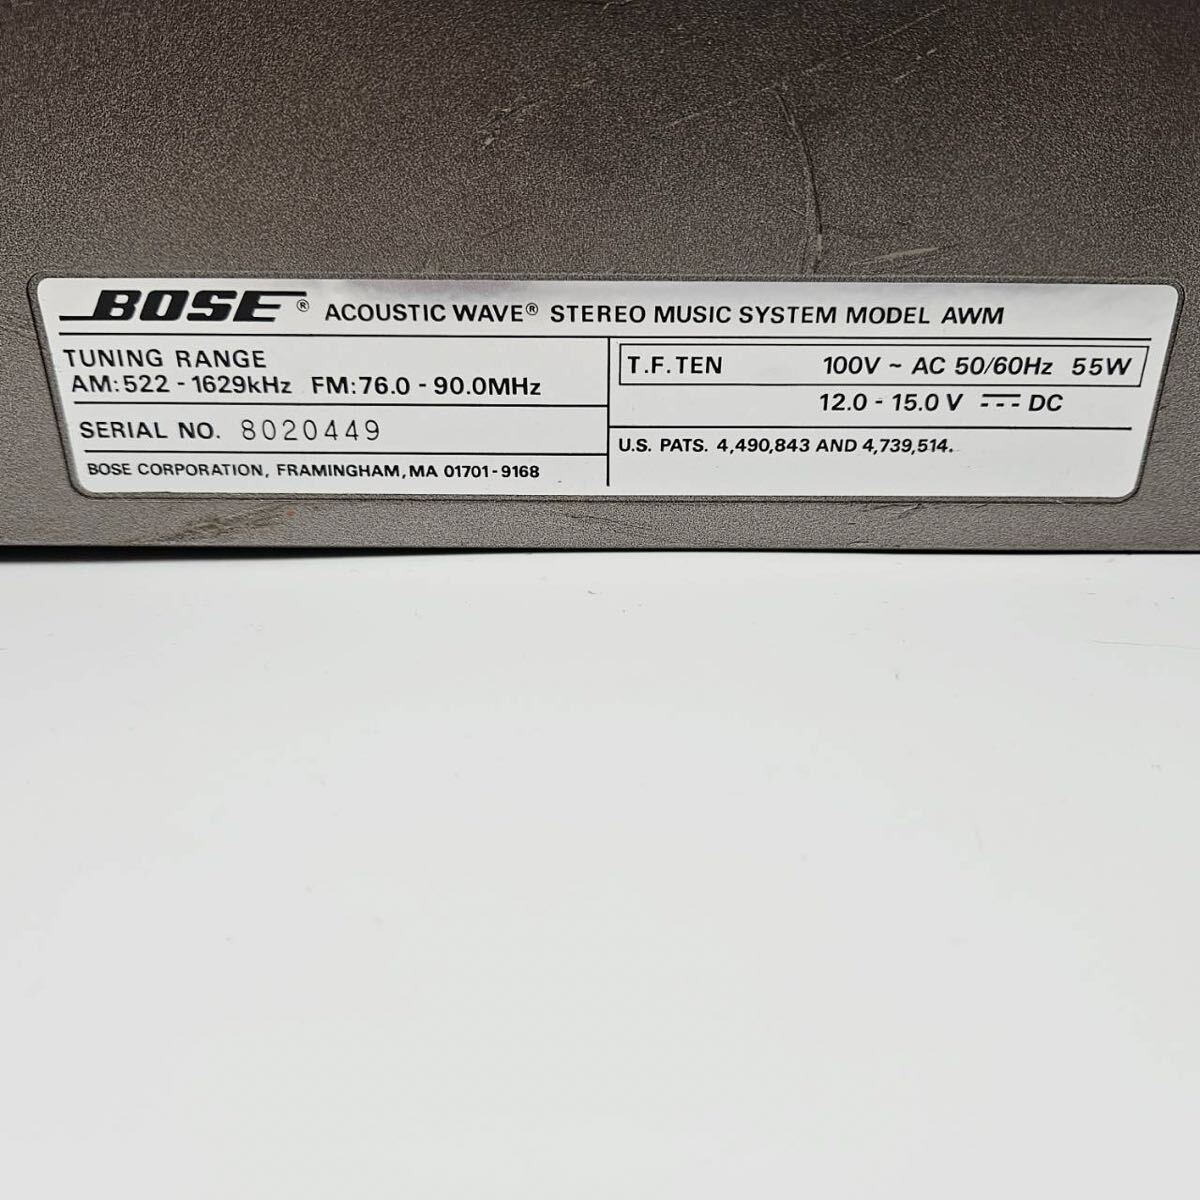 BOSE® ACOUSTIC WAVE® STEREO MUSIC SYSTEM MODEL AWM
TUNING RANGE
AM:522 - 1629kHz FM:76.0 - 90.0MHz
SERIAL NO. 8020449
BOSE CORPORATION, FRAMINGHAM, MA 01701-9168
T.F.TEN 100V ~ AC 50/60Hz 55W
12.0 - 15.0 V ⎓ DC
U.S. PATS. 4,490,843 AND 4,739,514.